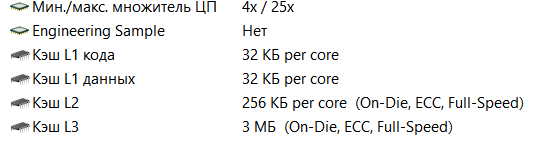 Мин./макс. множитель ЦП 4x / 25x
Engineering Sample Нет
Кэш L1 кода 32 КБ per core
Кэш L1 данных 32 КБ per core
Кэш L2 256 КБ per core (On-Die, ECC, Full-Speed)
Кэш L3 3 МБ (On-Die, ECC, Full-Speed)